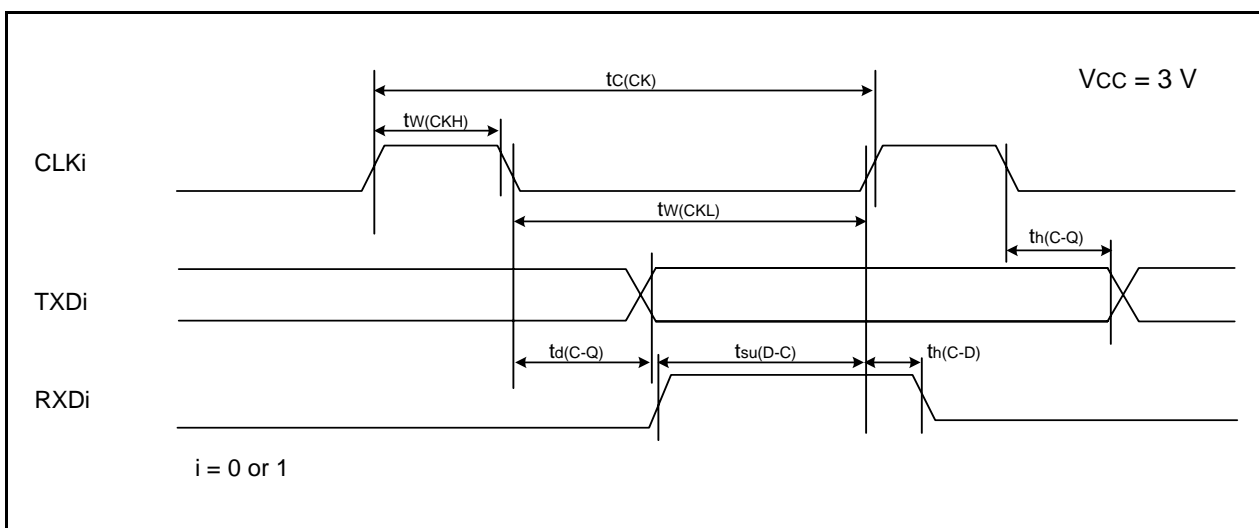 tC(CK)
VCC = 3 V
tW(CKH)
CLKi
tW(CKL)
th(C-Q)
TXDi
td(C-Q)
tsu(D-C)
th(C-D)
RXDi
i = 0 or 1